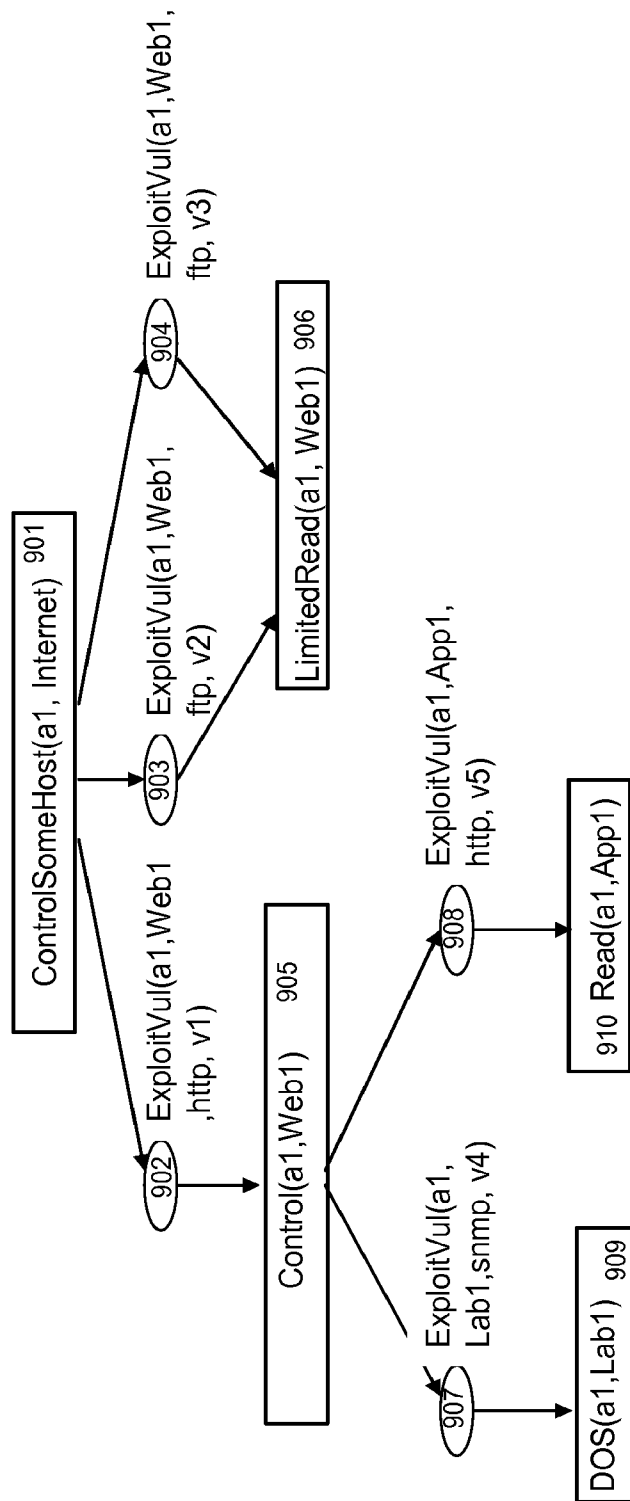 ControlSomeHost(a1, Internet) 901
902
ExploitVul(a1,Web1
,http, v1)
903
ExploitVul(a1,Web1,
ftp, v2)
904
ExploitVul(a1,Web1,
ftp, v3)
Control(a1,Web1) 905
LimitedRead(a1, Web1) 906
907
ExploitVul(a1,
Lab1,snmp, v4)
908
ExploitVul(a1,App1,
http, v5)
DOS(a1,Lab1) 909
910 Read(a1,App1)